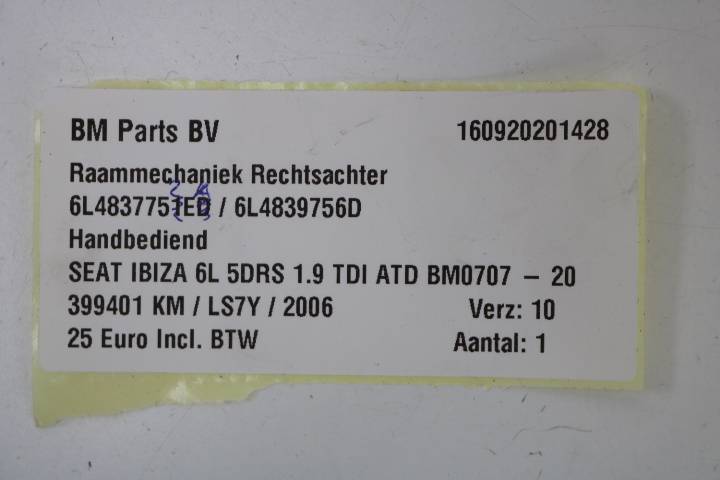 BM Parts BV 160920201428
Raammechaniek Rechtsachter
6L4837751ED / 6L4839756D
Handbediend
SEAT IBIZA 6L 5DRS 1.9 TDI ATD BM0707 – 20
399401 KM / LS7Y / 2006 Verz: 10
25 Euro Incl. BTW Aantal: 1